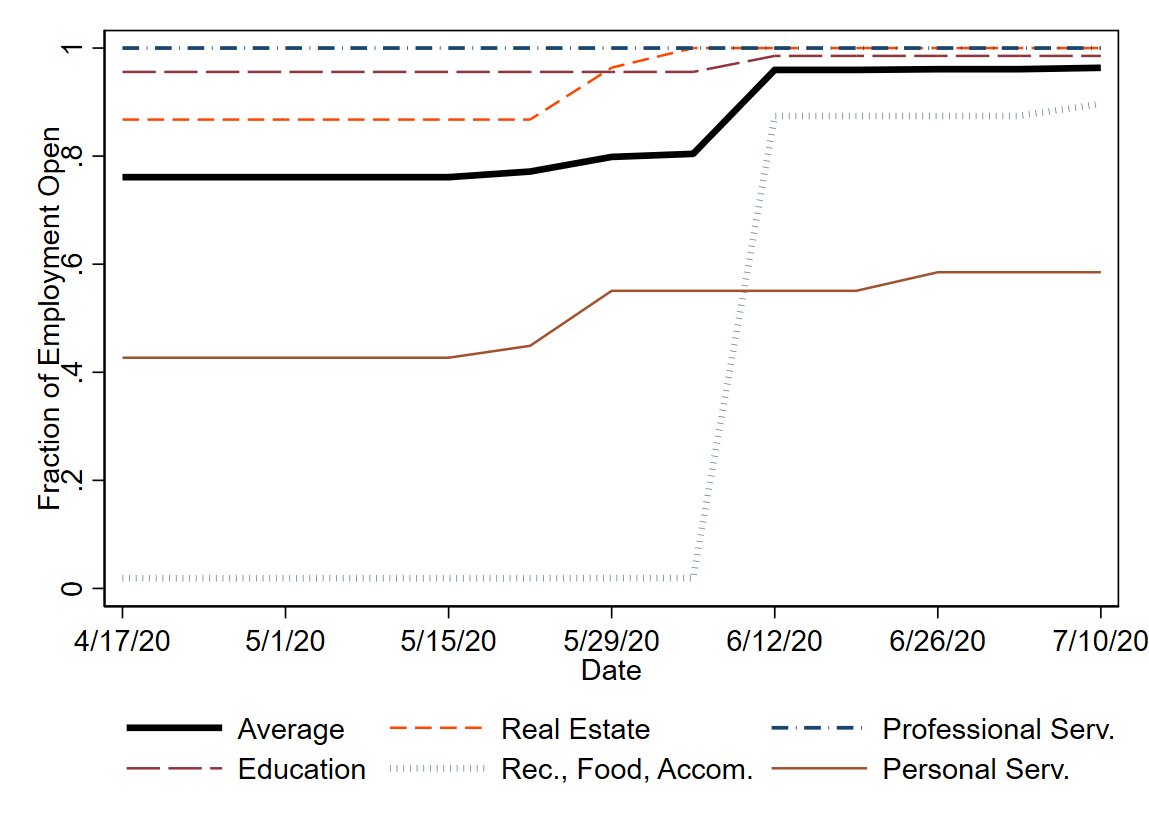 Fraction of Employment Open
1
.8
.6
.4
.2
0
4/17/20 5/1/20 5/15/20 5/29/20 6/12/20 6/26/20 7/10/20
Date
Average Real Estate Professional Serv.
Education Rec., Food, Accom. Personal Serv.